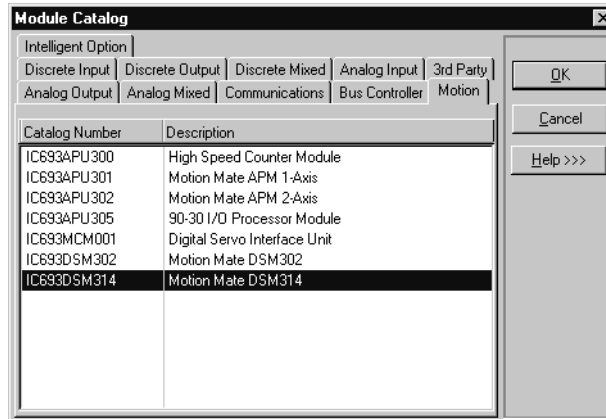 Module Catalog
Intelligent Option
Discrete Input Discrete Output Discrete Mixed Analog Input 3rd Party
Analog Output Analog Mixed Communications Bus Controller Motion
Catalog Number Description
IC693APU300 High Speed Counter Module
IC693APU301 Motion Mate APM 1-Axis
IC693APU302 Motion Mate APM 2-Axis
IC693APU305 90-30 I/O Processor Module
IC693MCM001 Digital Servo Interface Unit
IC693DSM302 Motion Mate DSM302
IC693DSM314 Motion Mate DSM314
OK
Cancel
Help >>>